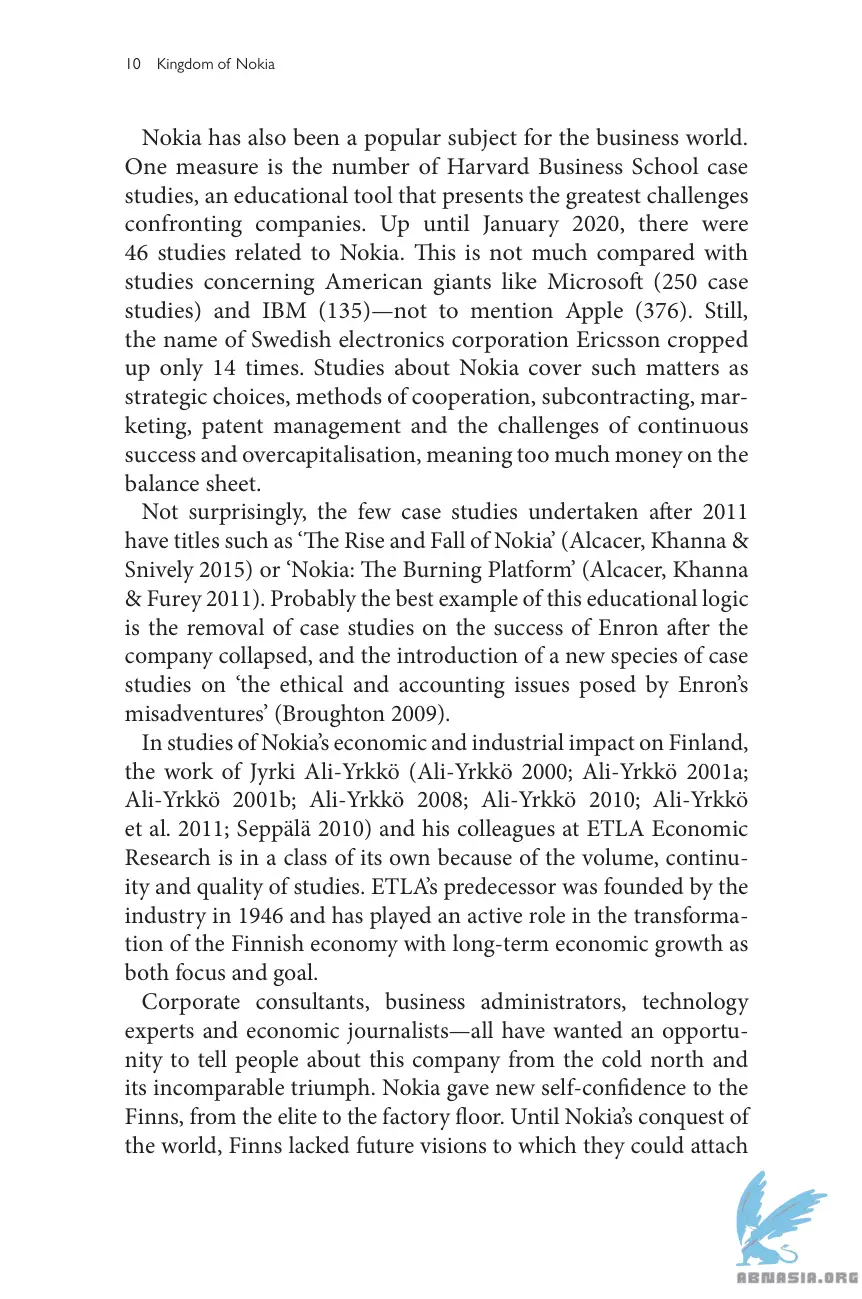 10 Kingdom of Nokia
Nokia has also been a popular subject for the business world.
One measure is the number of Harvard Business School case
studies, an educational tool that presents the greatest challenges
confronting companies. Up until January 2020, there were
46 studies related to Nokia. This is not much compared with
studies concerning American giants like Microsoft (250 case
studies) and IBM (135)—not to mention Apple (376). Still,
the name of Swedish electronics corporation Ericsson cropped
up only 14 times. Studies about Nokia cover such matters as
strategic choices, methods of cooperation, subcontracting, mar-
keting, patent management and the challenges of continuous
success and overcapitalisation, meaning too much money on the
balance sheet.
Not surprisingly, the few case studies undertaken after 2011
have titles such as ‘The Rise and Fall of Nokia’ (Alcacer, Khanna &
Snively 2015) or ‘Nokia: The Burning Platform’ (Alcacer, Khanna
& Furey 2011). Probably the best example of this educational logic
is the removal of case studies on the success of Enron after the
company collapsed, and the introduction of a new species of case
studies on ‘the ethical and accounting issues posed by Enron’s
misadventures’ (Broughton 2009).
In studies of Nokia’s economic and industrial impact on Finland,
the work of Jyrki Ali-Yrkkö (Ali-Yrkkö 2000; Ali-Yrkkö 2001a;
Ali-Yrkkö 2001b; Ali-Yrkkö 2008; Ali-Yrkkö 2010; Ali-Yrkkö
et al. 2011; Seppälä 2010) and his colleagues at ETLA Economic
Research is in a class of its own because of the volume, continu-
ity and quality of studies. ETLA’s predecessor was founded by the
industry in 1946 and has played an active role in the transforma-
tion of the Finnish economy with long-term economic growth as
both focus and goal.
Corporate consultants, business administrators, technology
experts and economic journalists—all have wanted an opportu-
nity to tell people about this company from the cold north and
its incomparable triumph. Nokia gave new self-confidence to the
Finns, from the elite to the factory floor. Until Nokia’s conquest of
the world, Finns lacked future visions to which they could attach
ABNASIA.ORG